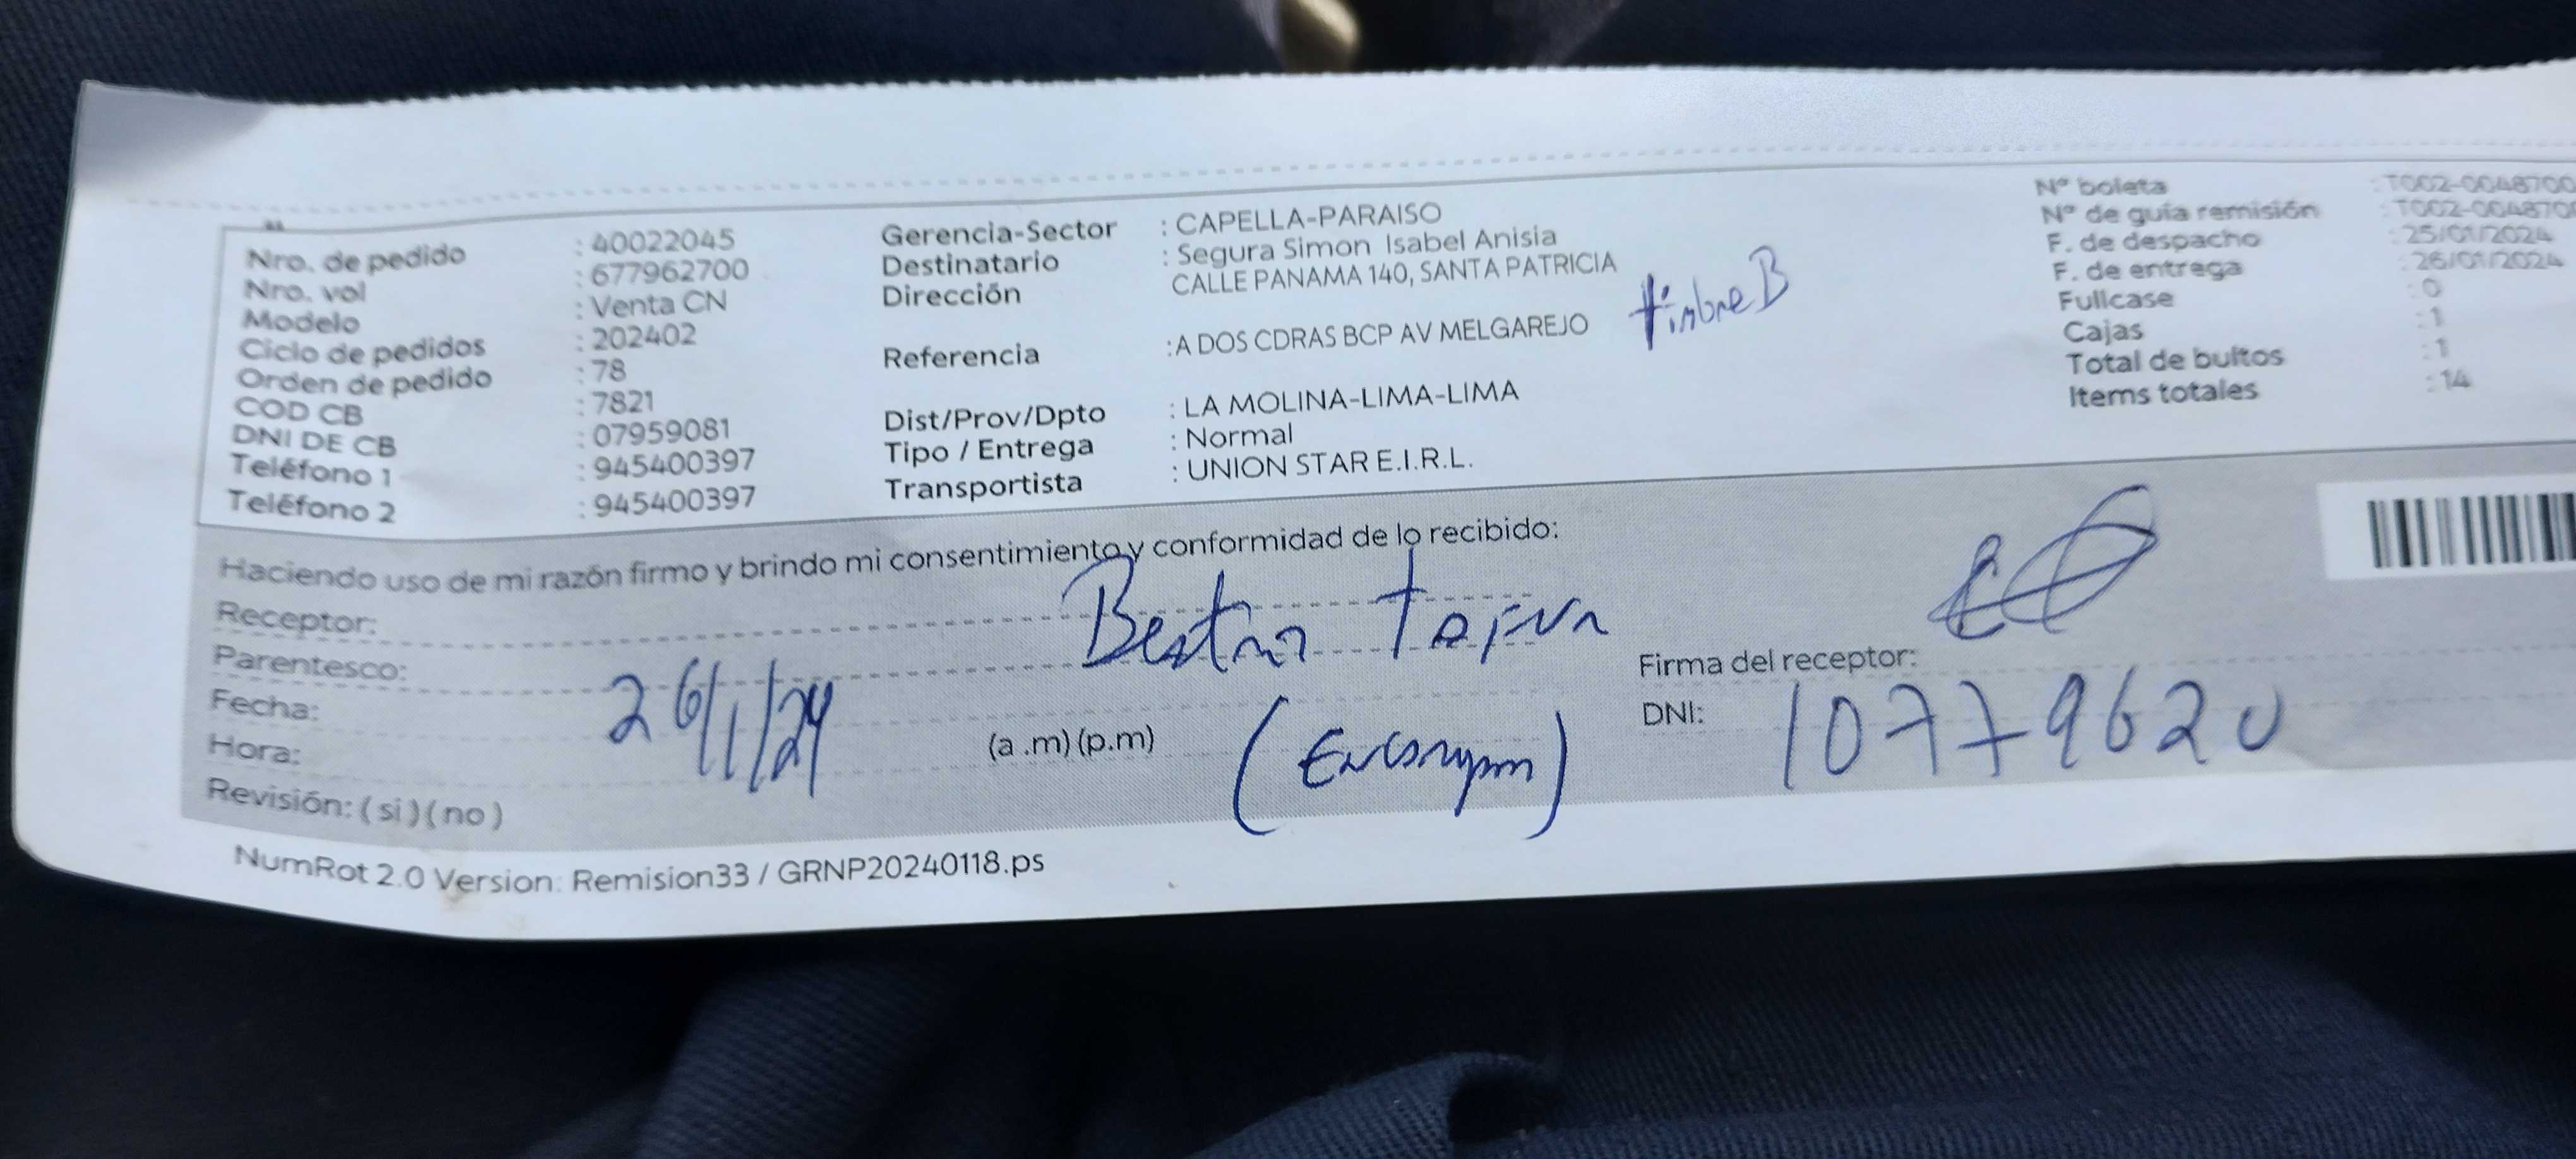 Nro. de pedido : 40022045
Nro. vol : 677962700
Modelo : Venta CN
Ciclo de pedidos : 202402
Orden de pedido : 78
COD CB : 7821
DNI DE CB : 07959081
Teléfono 1 : 945400397
Teléfono 2 : 945400397
Gerencia-Sector : CAPELLA-PARAISO
Destinatario : Segura Simon Isabel Anisia
Dirección CALLE PANAMA 140, SANTA PATRICIA
timbre B
Referencia : A DOS CDRAS BCP AV MELGAREJO
Dist/Prov/Dpto : LA MOLINA-LIMA-LIMA
Tipo / Entrega : Normal
Transportista : UNION STAR E.I.R.L.
Nº boleta : T002-0048700
Nº de guía remisión : T002-004870
F. de despacho : 25/01/2024
F. de entrega : 26/01/2024
Fullcase : 0
Cajas : 1
Total de bultos : 1
Items totales : 14
Haciendo uso de mi razón firmo y brindo mi consentimiento y conformidad de lo recibido:
Receptor:
Parentesco:
Fecha: 26/1/24
Hora: (a .m) (p.m)
Revisión: ( si ) ( no )
Firma del receptor:
DNI: 10779620
NumRot 2.0 Version: Remision33 / GRNP20240118.ps